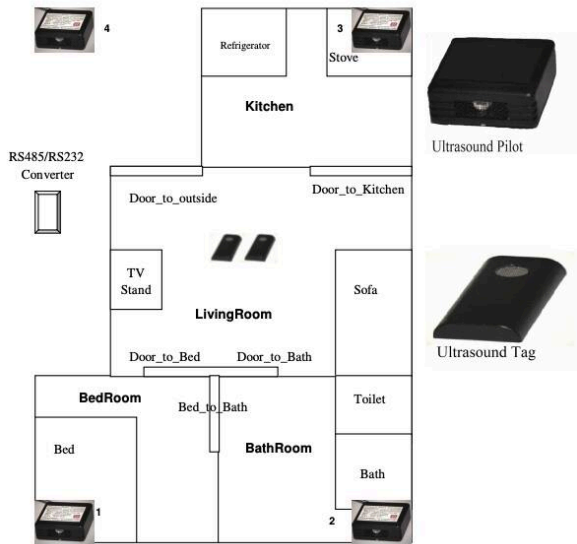 4
3
Refrigerator
Stove
Kitchen
Ultrasound Pilot
RS485/RS232
Converter
Door_to_outside
Door_to_Kitchen
TV
Stand
Sofa
LivingRoom
Ultrasound Tag
Door_to_Bed
Door_to_Bath
BedRoom
Bed_to_Bath
Toilet
Bed
BathRoom
Bath
1
2